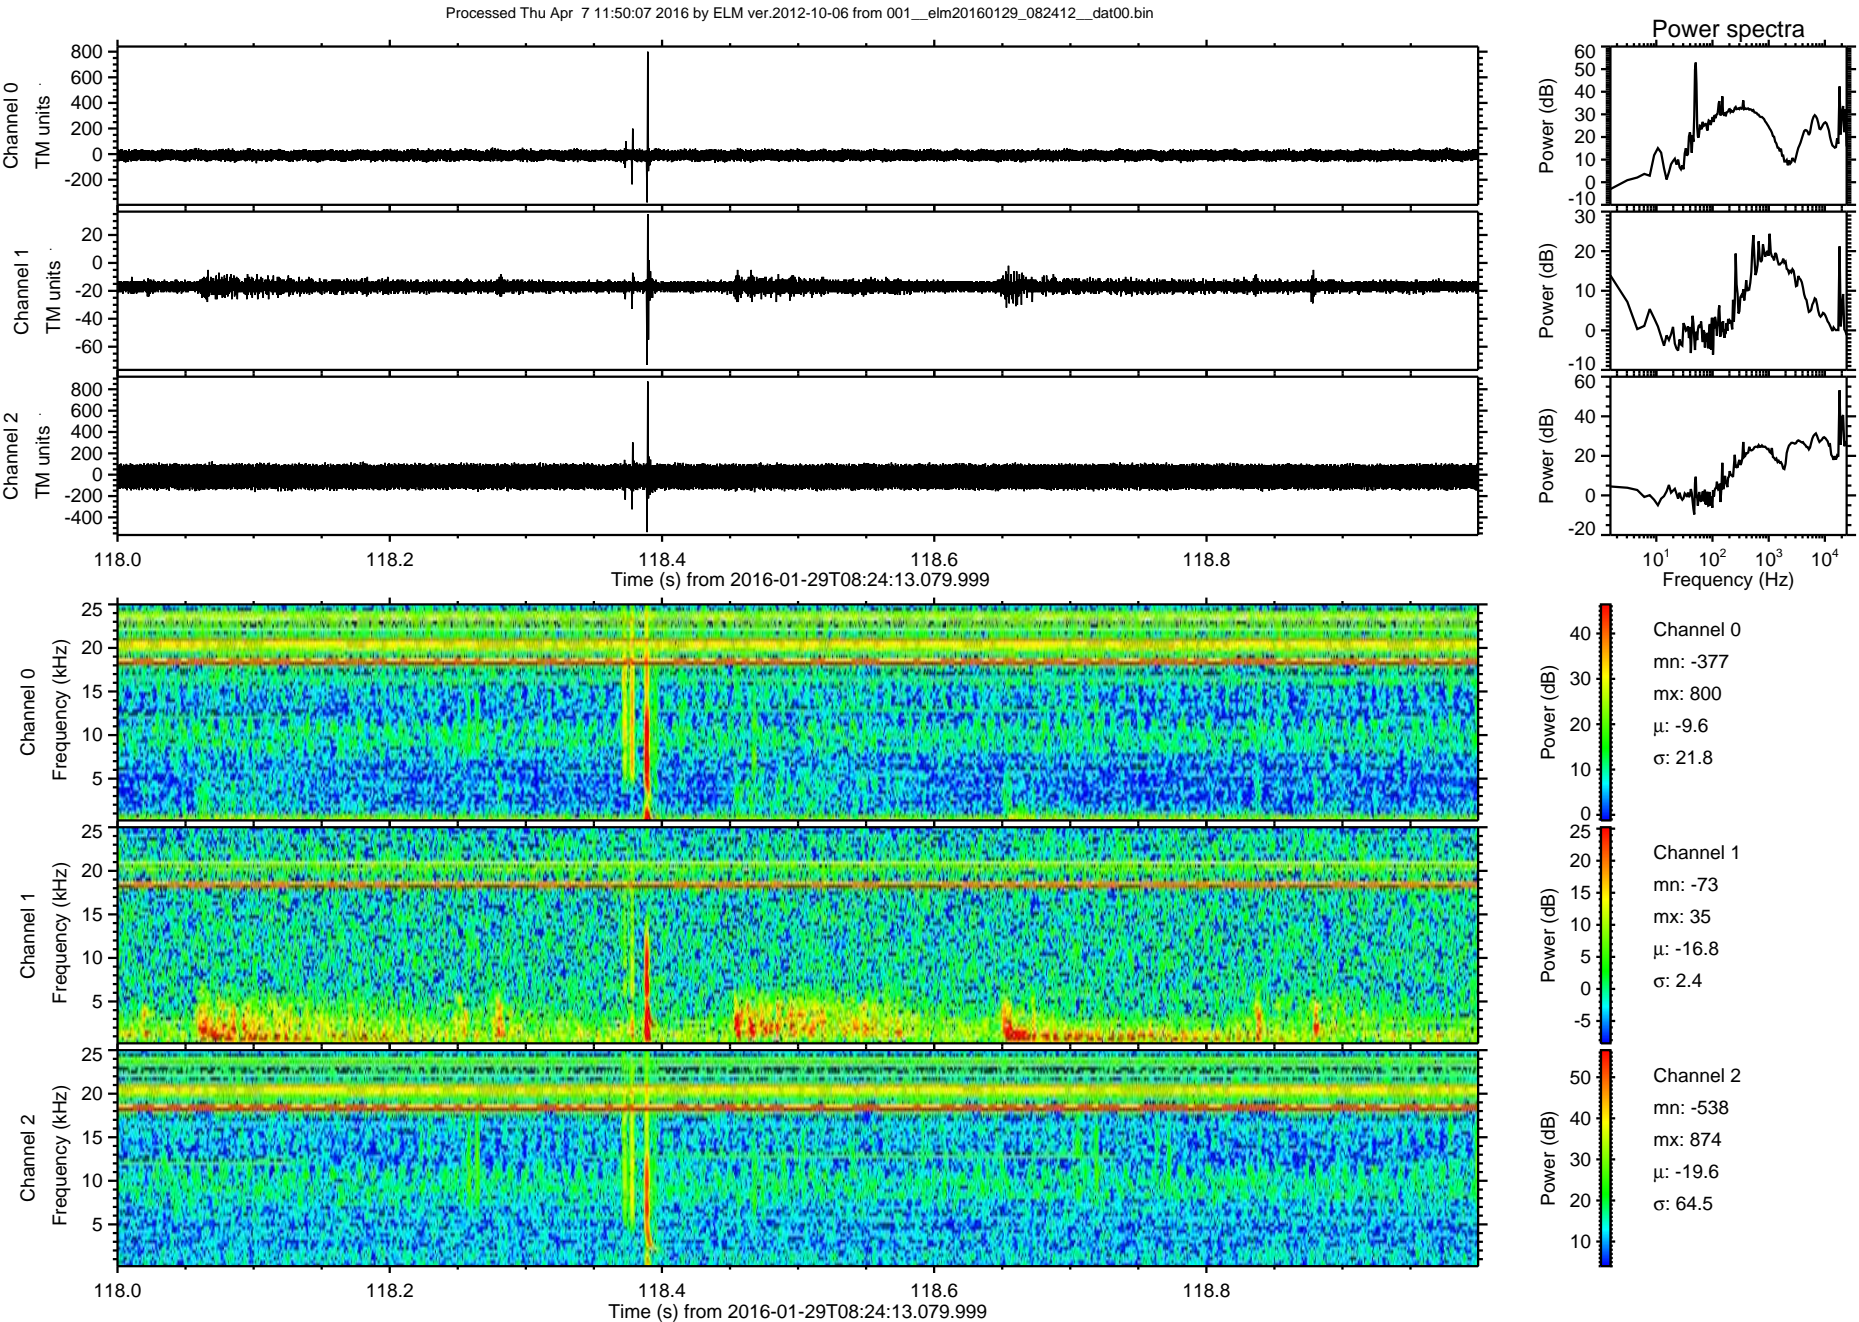 Processed Thu Apr  7 11:50:07 2016 by ELM ver.2012-10-06 from 001__elm20160129_082412__dat00.bin
Power spectra
Channel 0
TM units
800
600
400
200
0
-200
Power (dB)
60
50
40
30
20
10
0
-10
Channel 1
TM units
20
0
-20
-40
-60
Power (dB)
30
20
10
0
-10
Channel 2
TM units
800
600
400
200
0
-200
-400
Power (dB)
60
40
20
0
-20
118.0 118.2 118.4 118.6 118.8
Time (s) from 2016-01-29T08:24:13.079.999
10^1 10^2 10^3 10^4
Frequency (Hz)
Channel 0
Frequency (kHz)
25
20
15
10
5
Power (dB)
40
30
20
10
0
Channel 0
mn: -377
mx: 800
μ: -9.6
σ: 21.8
Channel 1
Frequency (kHz)
25
20
15
10
5
Power (dB)
25
20
15
10
5
0
-5
Channel 1
mn: -73
mx: 35
μ: -16.8
σ: 2.4
Channel 2
Frequency (kHz)
25
20
15
10
5
Power (dB)
50
40
30
20
10
Channel 2
mn: -538
mx: 874
μ: -19.6
σ: 64.5
118.0 118.2 118.4 118.6 118.8
Time (s) from 2016-01-29T08:24:13.079.999